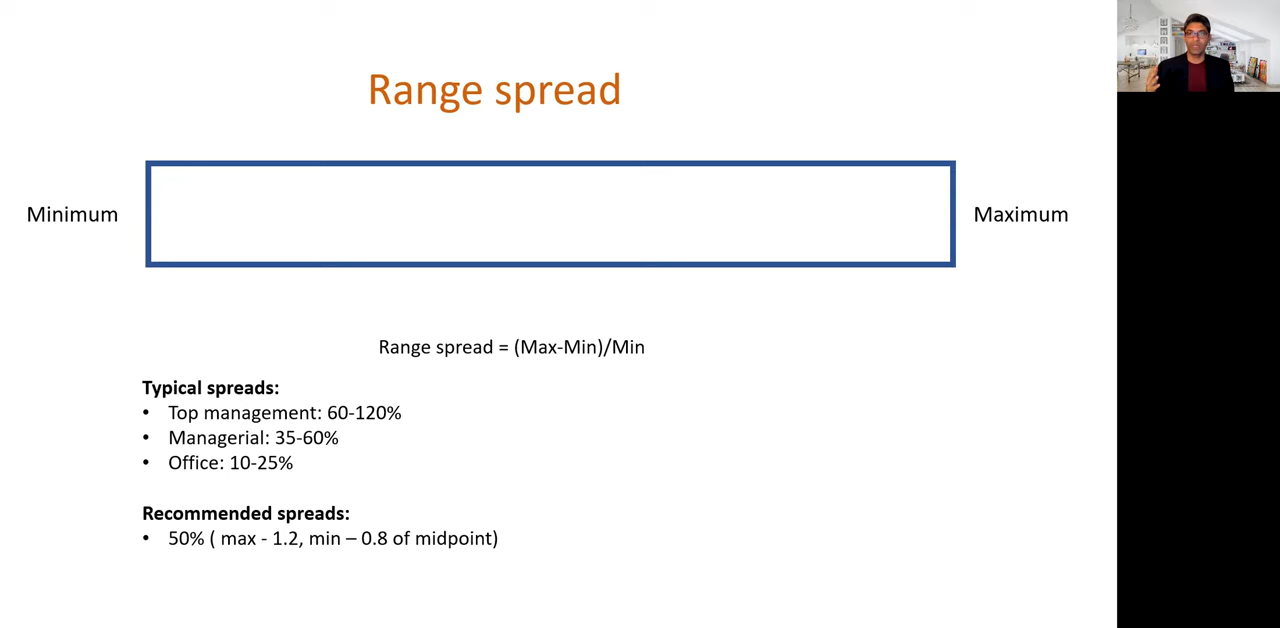 Range spread
Minimum
Maximum
Range spread = (Max-Min)/Min
Typical spreads:
• Top management: 60-120%
• Managerial: 35-60%
• Office: 10-25%
Recommended spreads:
• 50% ( max - 1.2, min – 0.8 of midpoint)